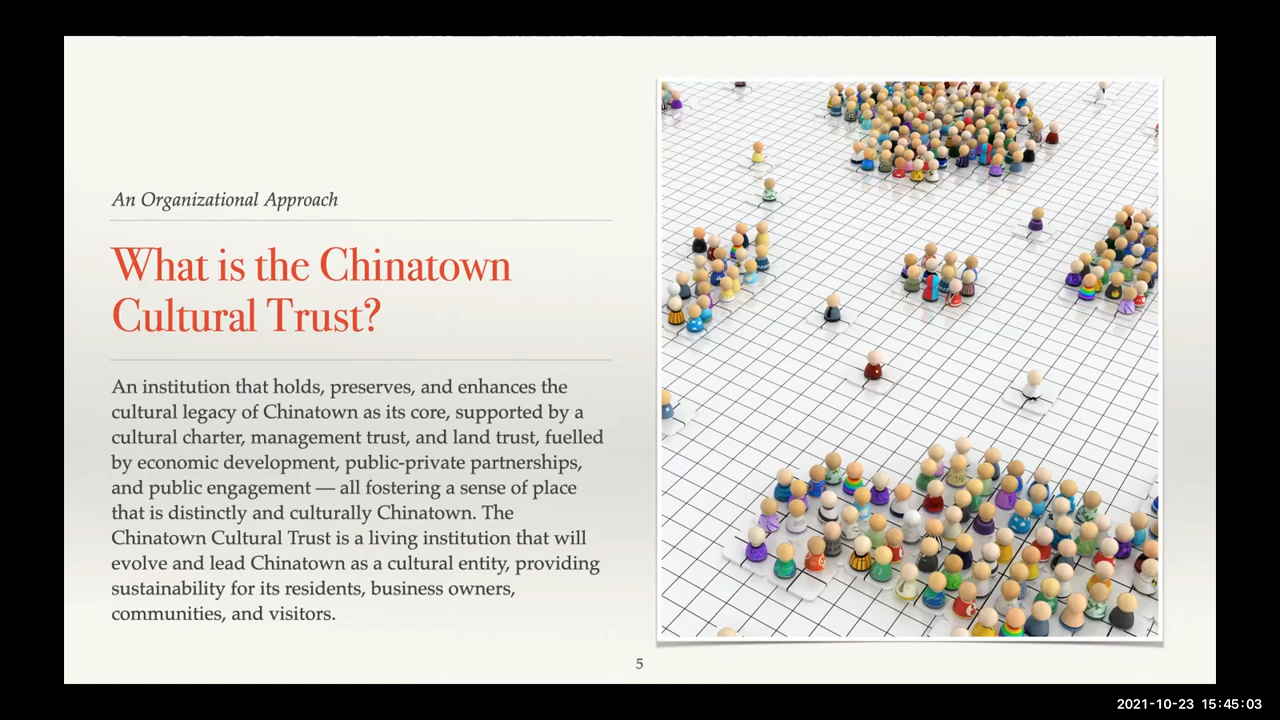 An Organizational Approach
What is the Chinatown
Cultural Trust?
An institution that holds, preserves, and enhances the
cultural legacy of Chinatown as its core, supported by a
cultural charter, management trust, and land trust, fuelled
by economic development, public-private partnerships,
and public engagement — all fostering a sense of place
that is distinctly and culturally Chinatown. The
Chinatown Cultural Trust is a living institution that will
evolve and lead Chinatown as a cultural entity, providing
sustainability for its residents, business owners,
communities, and visitors.
5
2021-10-23 15:45:03